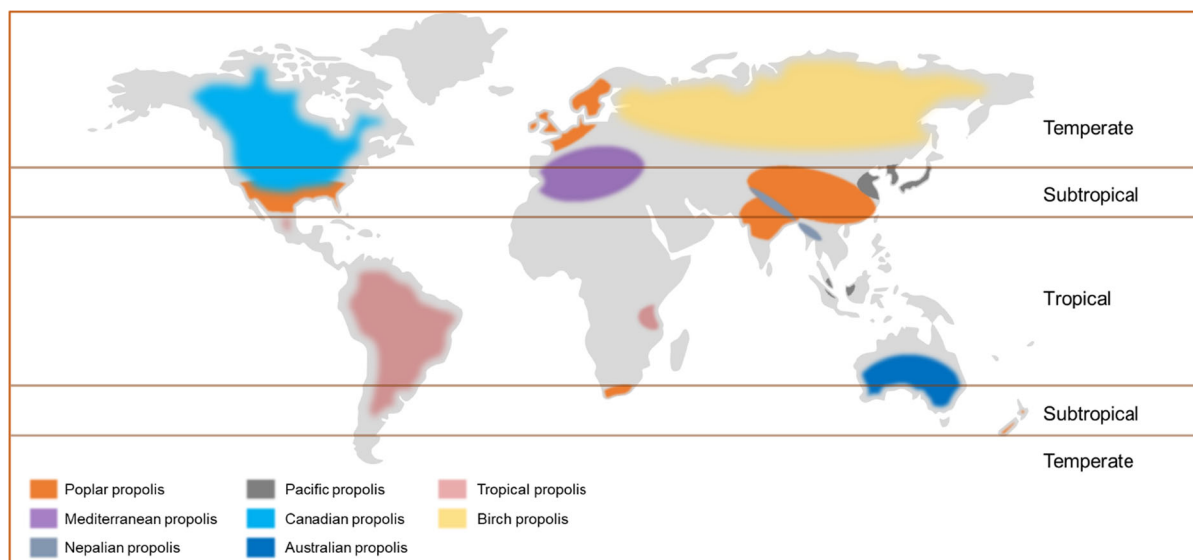 Temperate
Subtropical
Tropical
Subtropical
Temperate
Poplar propolis
Pacific propolis
Tropical propolis
Mediterranean propolis
Canadian propolis
Birch propolis
Nepalian propolis
Australian propolis